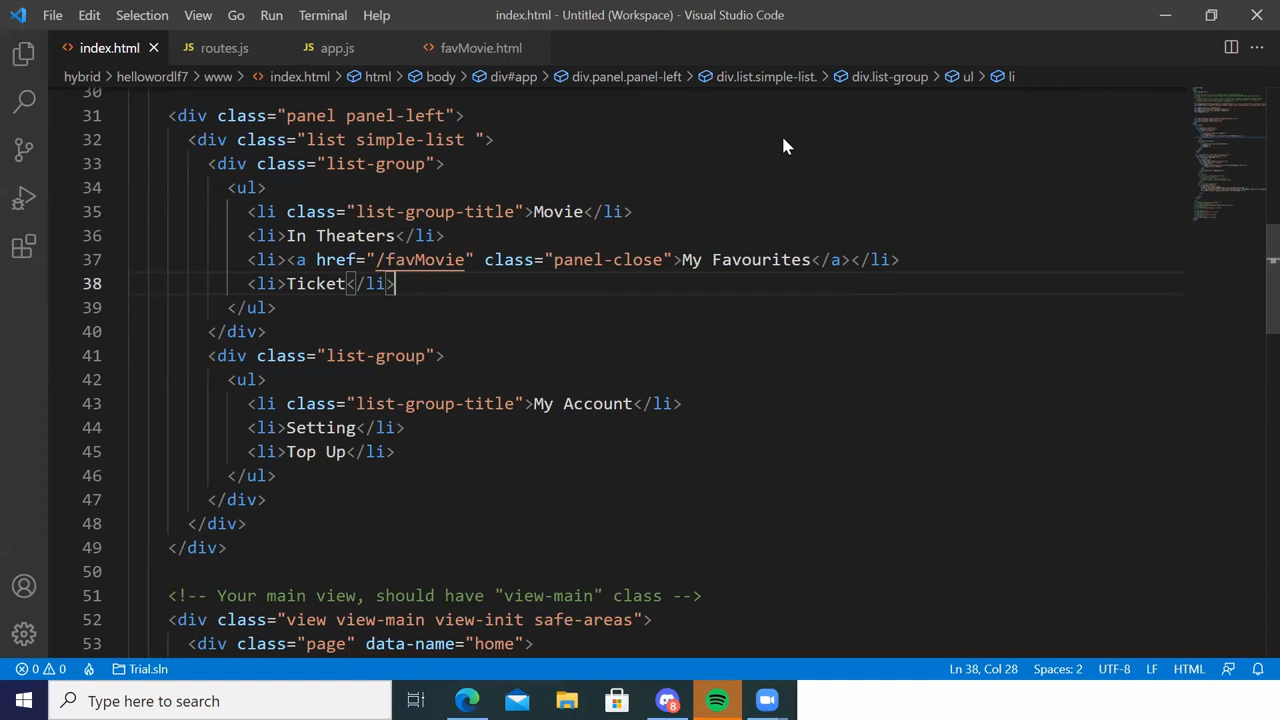 File Edit Selection View Go Run Terminal Help index.html - Untitled (Workspace) - Visual Studio Code
index.html JS routes.js JS app.js favMovie.html
hybrid > hellowordlf7 > www > index.html > html > body > div#app > div.panel.panel-left > div.list.simple-list. > div.list-group > ul > li
30
31 <div class="panel panel-left">
32 <div class="list simple-list ">
33 <div class="list-group">
34 <ul>
35 <li class="list-group-title">Movie</li>
36 <li>In Theaters</li>
37 <li><a href="/favMovie" class="panel-close">My Favourites</a></li>
38 <li>Ticket</li>
39 </ul>
40 </div>
41 <div class="list-group">
42 <ul>
43 <li class="list-group-title">My Account</li>
44 <li>Setting</li>
45 <li>Top Up</li>
46 </ul>
47 </div>
48 </div>
49 </div>
50
51 <!-- Your main view, should have "view-main" class -->
52 <div class="view view-main view-init safe-areas">
53 <div class="page" data-name="home">
0 0 Trial.sln Ln 38, Col 28 Spaces: 2 UTF-8 LF HTML
Type here to search 8